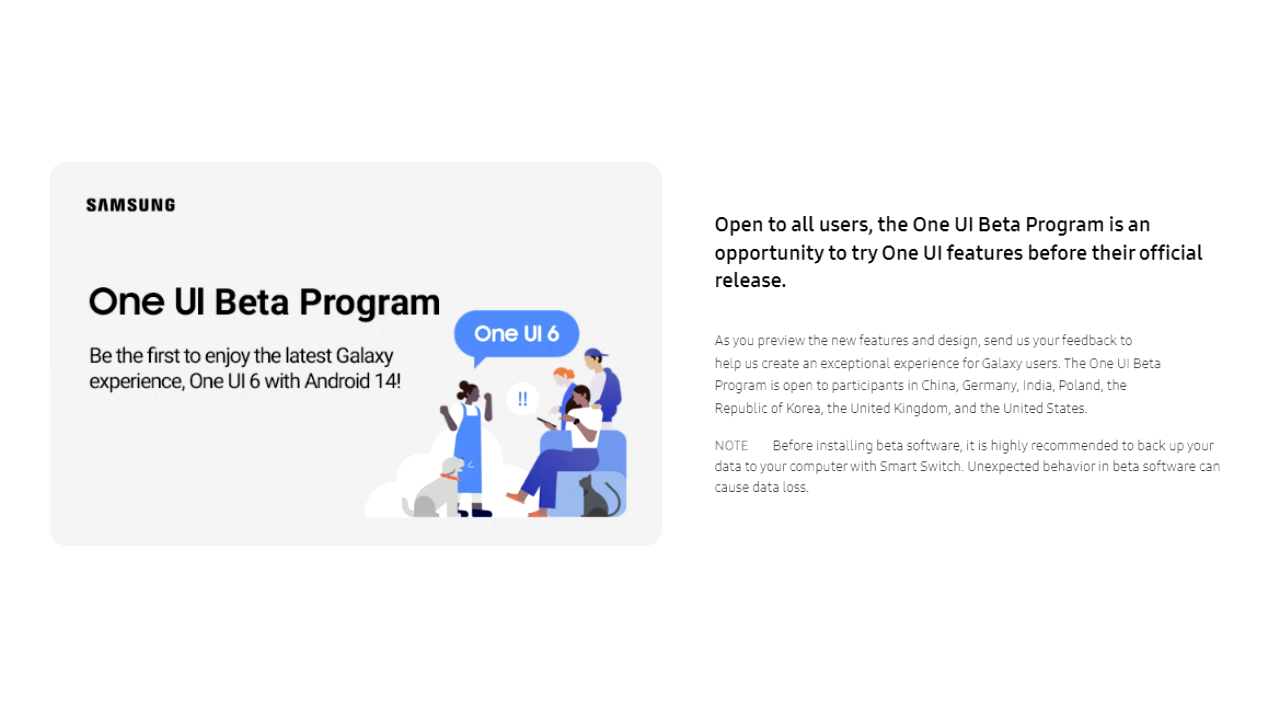 SAMSUNG
One UI Beta Program
Be the first to enjoy the latest Galaxy
experience, One UI 6 with Android 14!
One UI 6
!!
Open to all users, the One UI Beta Program is an
opportunity to try One UI features before their official
release.
As you preview the new features and design, send us your feedback to
help us create an exceptional experience for Galaxy users. The One UI Beta
Program is open to participants in China, Germany, India, Poland, the
Republic of Korea, the United Kingdom, and the United States.
NOTE Before installing beta software, it is highly recommended to back up your
data to your computer with Smart Switch. Unexpected behavior in beta software can
cause data loss.